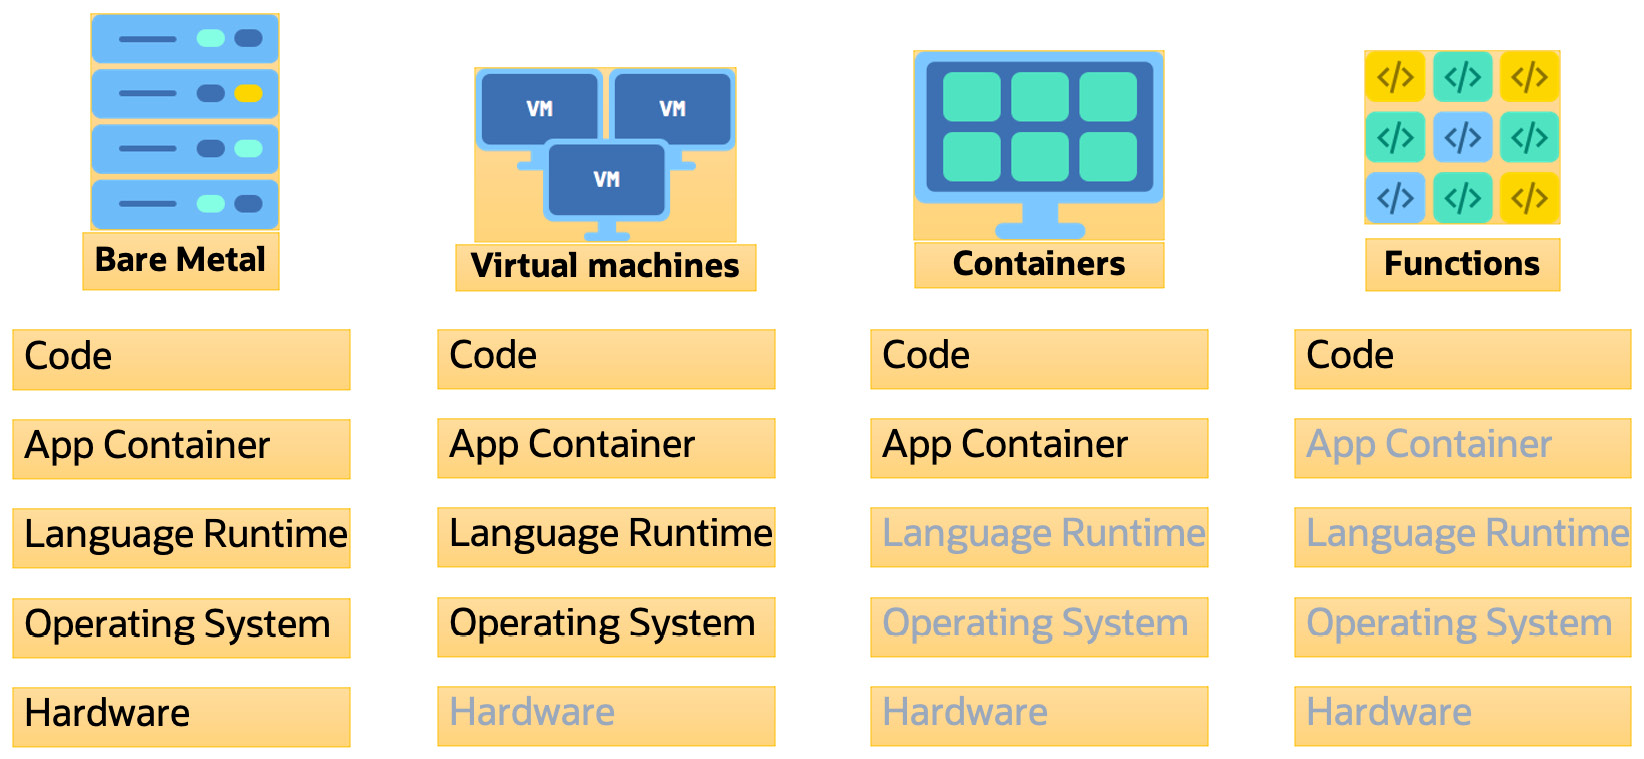 VM
VM
VM
</>
</>
</>
</>
</>
</>
</>
</>
</>
Bare Metal
Virtual machines
Containers
Functions
Code
Code
Code
Code
App Container
App Container
App Container
App Container
Language Runtime
Language Runtime
Language Runtime
Language Runtime
Operating System
Operating System
Operating System
Operating System
Hardware
Hardware
Hardware
Hardware